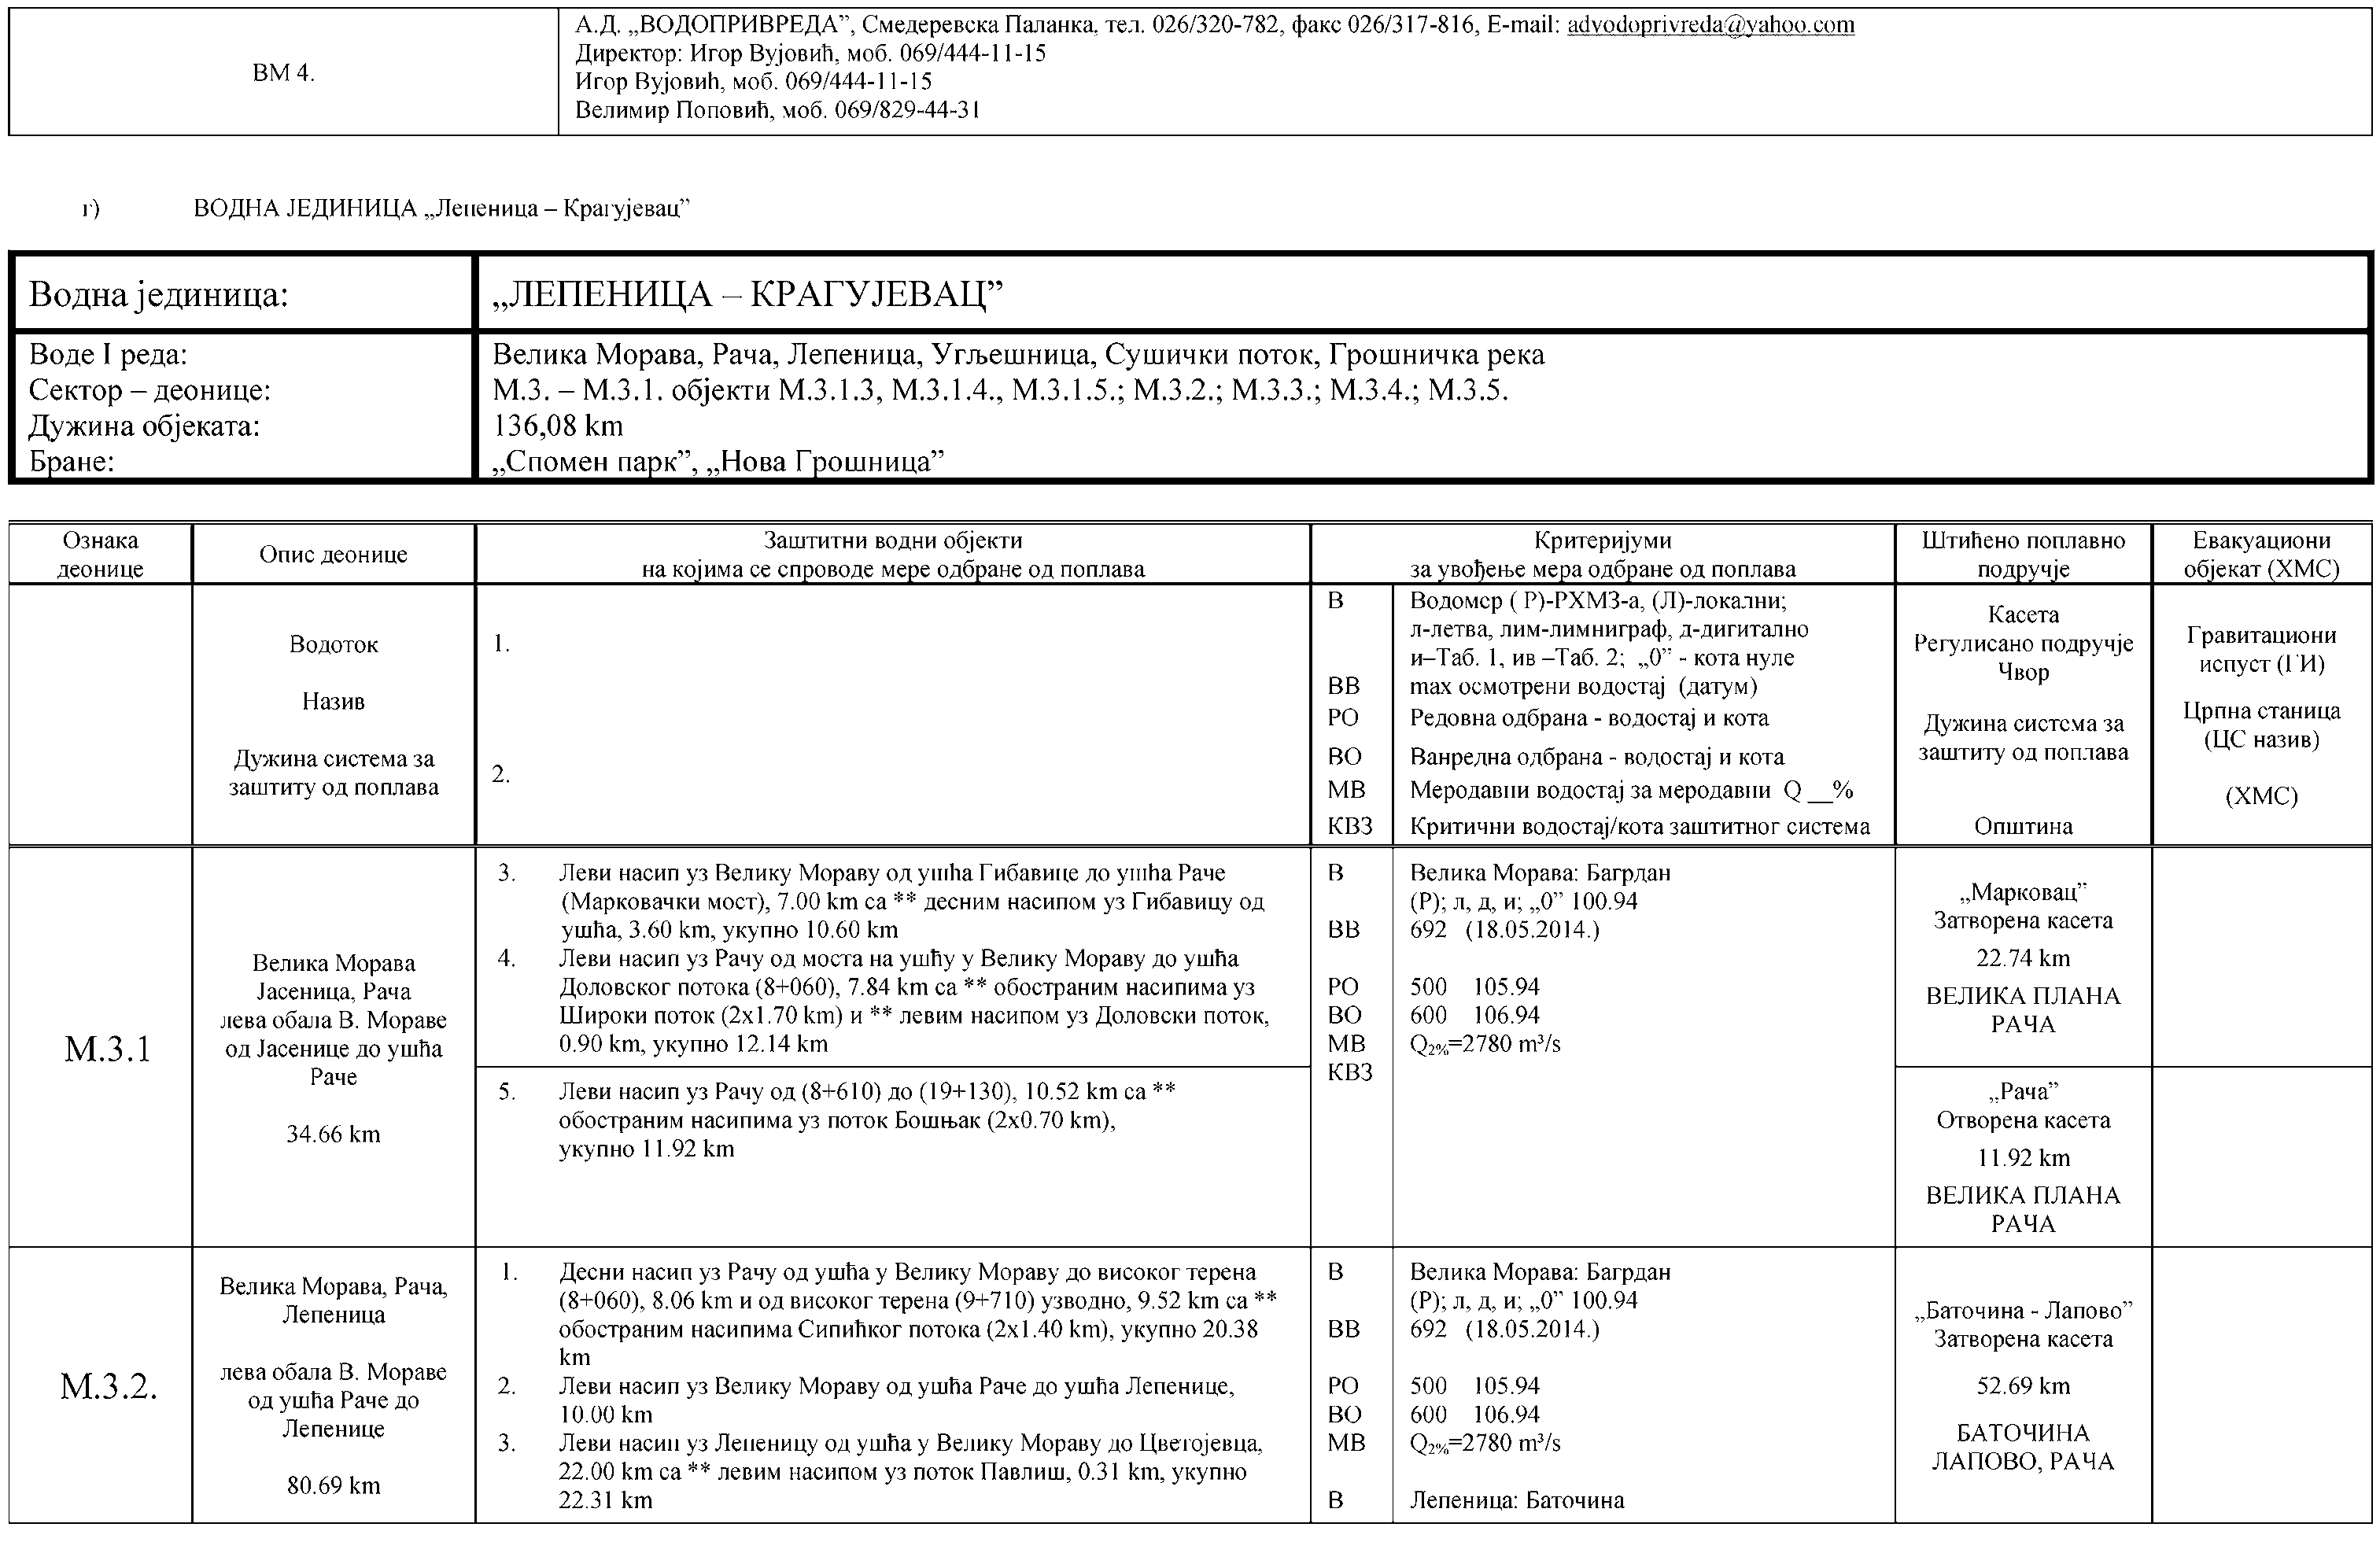 ВМ 4.
А.Д. „ВОДОПРИВРЕДА”, Смедеревска Паланка, тел. 026/320-782, факс 026/317-816, E-mail: advodoprivreda@yahoo.com
Директор: Игор Вујовић, моб. 069/444-11-15
Игор Вујовић, моб. 069/444-11-15
Велимир Поповић, моб. 069/829-44-31
г) ВОДНА ЈЕДИНИЦА „Лепеница – Крагујевац”
Водна јединица:
„ЛЕПЕНИЦА – КРАГУЈЕВАЦ”
Воде I реда:
Сектор – деонице:
Дужина објеката:
Бране:
Велика Морава, Рача, Лепеница, Угљешница, Сушички поток, Грошничка река
М.3. – М.3.1. објекти М.3.1.3, М.3.1.4., М.3.1.5.; М.3.2.; М.3.3.; М.3.4.; М.3.5.
136,08 km
„Спомен парк”, „Нова Грошница”
Ознака
деонице
Опис деонице
Заштитни водни објекти
на којима се спроводе мере одбране од поплава
Критеријуми
за увођење мера одбране од поплава
Штићено поплавно
подручје
Евакуациони
објекат (ХМС)
Водоток
Назив
Дужина система за
заштиту од поплава
1.
2.
В Водомер ( Р)-РХМЗ-а, (Л)-локални;
л-летва, лим-лимниграф, д-дигитално
и–Таб. 1, ив –Таб. 2; „0” - кота нуле
ВВ max осмотрени водостај (датум)
РО Редовна одбрана - водостај и кота
ВО Ванредна одбрана - водостај и кота
МВ Меродавни водостај за меродавни Q __%
КВЗ Критични водостај/кота заштитног система
Касета
Регулисано подручје
Чвор
Дужина система за
заштиту од поплава
Општина
Гравитациони
испуст (ГИ)
Црпна станица
(ЦС назив)
(ХМС)
М.3.1
Велика Морава
Јасеница, Рача
лева обала В. Мораве
од Јасенице до ушћа
Раче
34.66 km
3. Леви насип уз Велику Мораву од ушћа Гибавице до ушћа Раче
(Марковачки мост), 7.00 km са ** десним насипом уз Гибавицу од
ушћа, 3.60 km, укупно 10.60 km
4. Леви насип уз Рачу од моста на ушћу у Велику Мораву до ушћа
Доловског потока (8+060), 7.84 km са ** обостраним насипима уз
Широки поток (2x1.70 km) и ** левим насипом уз Доловски поток,
0.90 km, укупно 12.14 km
5. Леви насип уз Рачу од (8+610) до (19+130), 10.52 km са **
обостраним насипима уз поток Бошњак (2x0.70 km),
укупно 11.92 km
В Велика Морава: Багрдан
(Р); л, д, и; „0” 100.94
ВВ 692 (18.05.2014.)
РО 500 105.94
ВО 600 106.94
МВ Q2%=2780 m³/s
КВЗ
„Марковац”
Затворена касета
22.74 km
ВЕЛИКА ПЛАНА
РАЧА
„Рача”
Отворена касета
11.92 km
ВЕЛИКА ПЛАНА
РАЧА
М.3.2.
Велика Морава, Рача,
Лепеница
лева обала В. Мораве
од ушћа Раче до
Лепенице
80.69 km
1. Десни насип уз Рачу од ушћа у Велику Мораву до високог терена
(8+060), 8.06 km и од високог терена (9+710) узводно, 9.52 km са **
обостраним насипима Сипићког потока (2x1.40 km), укупно 20.38
km
2. Леви насип уз Велику Мораву од ушћа Раче до ушћа Лепенице,
10.00 km
3. Леви насип уз Лепеницу од ушћа у Велику Мораву до Цветојевца,
22.00 km са ** левим насипом уз поток Павлиш, 0.31 km, укупно
22.31 km
В Велика Морава: Багрдан
(Р); л, д, и; „0” 100.94
ВВ 692 (18.05.2014.)
РО 500 105.94
ВО 600 106.94
МВ Q2%=2780 m³/s
В Лепеница: Баточина
„Баточина - Лапово”
Затворена касета
52.69 km
БАТОЧИНА
ЛАПОВО, РАЧА